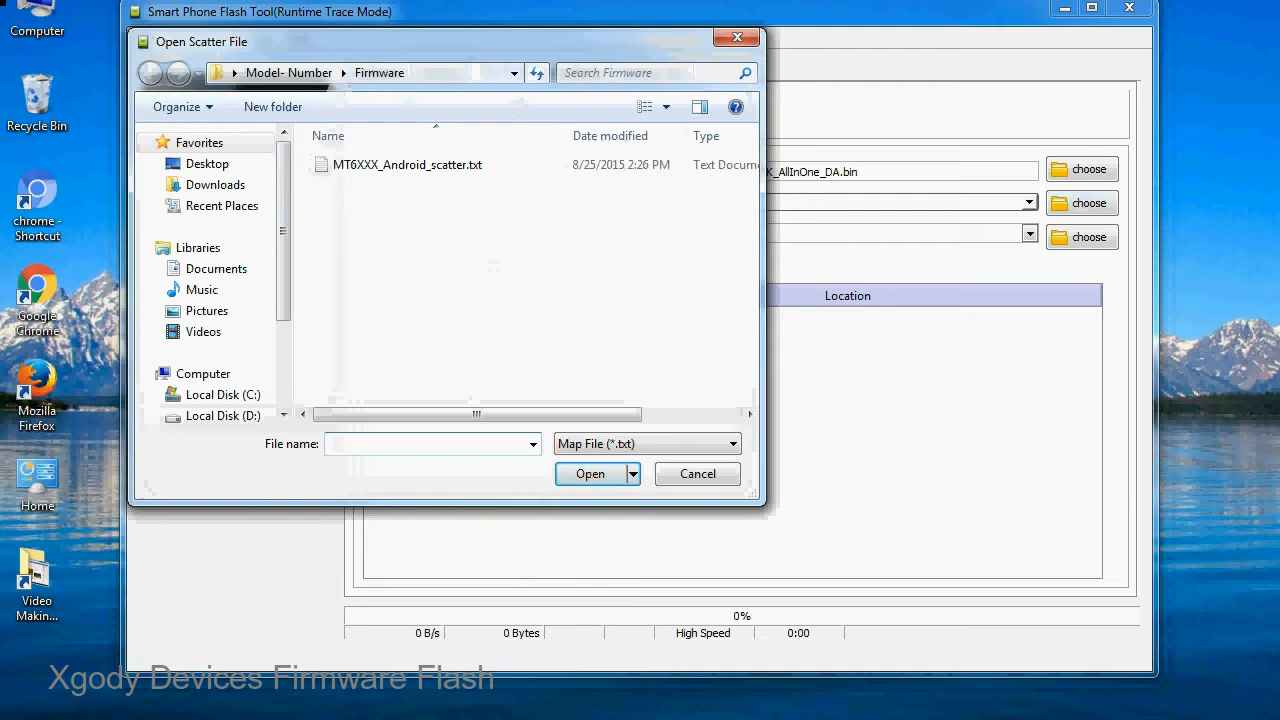 Computer
Recycle Bin
chrome -
Shortcut
Google
Chrome
Mozilla
Firefox
Home
Video
Makin...
Smart Phone Flash Tool(Runtime Trace Mode)
Open Scatter File
Model- Number
Firmware
Search Firmware
Organize
New folder
Favorites
Desktop
Downloads
Recent Places
Libraries
Documents
Music
Pictures
Videos
Computer
Local Disk (C:)
Local Disk (D:)
Name
Date modified
Type
MT6XXX_Android_scatter.txt
8/25/2015 2:26 PM
Text Docum
File name:
Map File (*.txt)
Open
Cancel
K_AllInOne_DA.bin
choose
choose
choose
Location
0%
0 B/s
0 Bytes
High Speed
0:00
Xgody Devices Firmware Flash